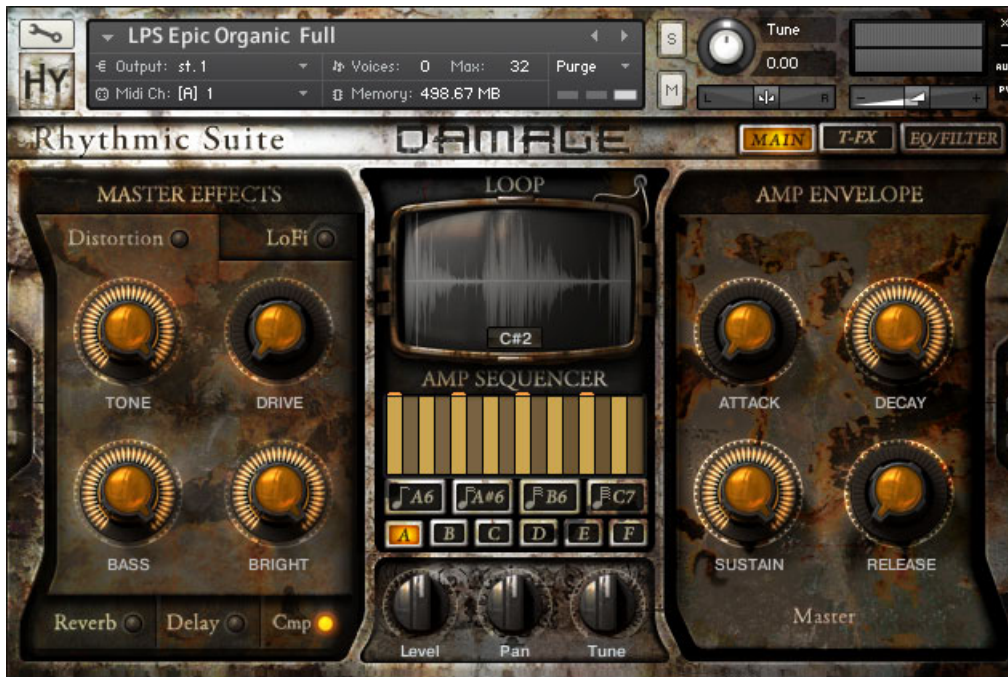 LPS Epic Organic Full
S
Tune
Output: st.1
Voices: 0 Max: 32
Purge
0.00
HY
Midi Ch: [A] 1
Memory: 498.67 MB
M
L
R
- +
Rhythmic Suite
DAMAGE
MAIN
T-FX
EQ/FILTER
MASTER EFFECTS
LOOP
AMP ENVELOPE
Distortion
LoFi
C#2
TONE
DRIVE
AMP SEQUENCER
ATTACK
DECAY
A6
A#6
B6
C7
A
B
C
D
E
F
BASS
BRIGHT
SUSTAIN
RELEASE
Reverb
Delay
Cmp
Master
Level
Pan
Tune